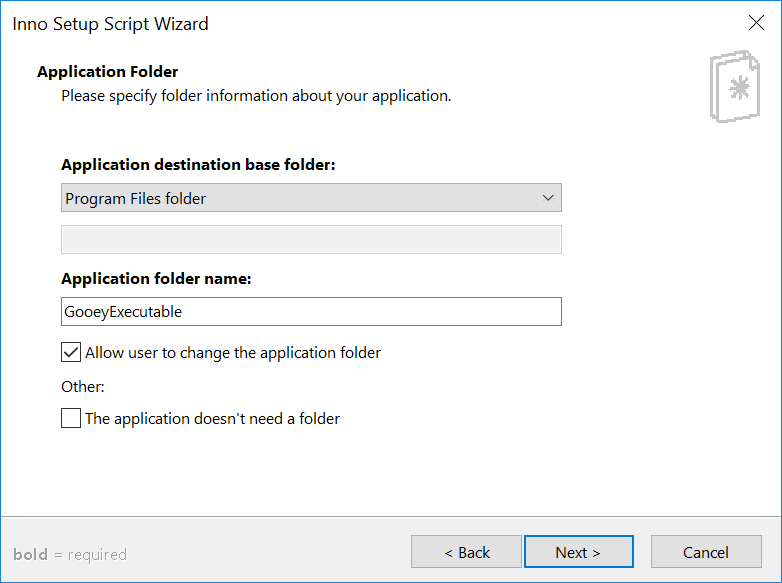 Inno Setup Script Wizard
Application Folder
Please specify folder information about your application.
Application destination base folder:
Program Files folder
Application folder name:
GooeyExecutable
Allow user to change the application folder
Other:
The application doesn't need a folder
bold = required
< Back
Next >
Cancel